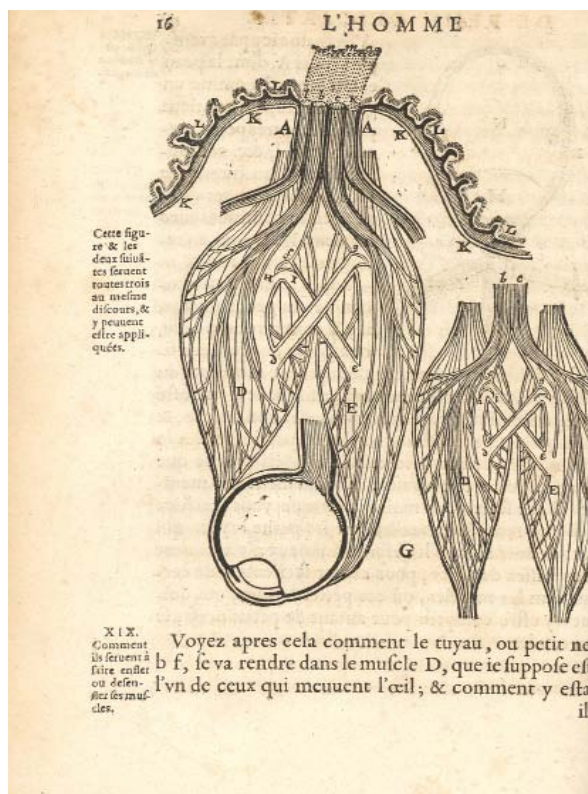 16 L'HOMME
L L L K L
K A A K
L L
K K
Cette figu-
re & les
deux suiuã-
tes seruent
toutes trois
au mesme
discours, &
y peuuent
estre appli-
quées.
b c
D E
D E
G
XIX.
Comment
ils seruent à
faire enfler
ou desen-
fler ses mus-
cles.
Voyez apres cela comment le tuyau, ou petit ne
b f, se va rendre dans le muscle D, que ie suppose est
l'vn de ceux qui meuuent l'œil; & comment y esta
il